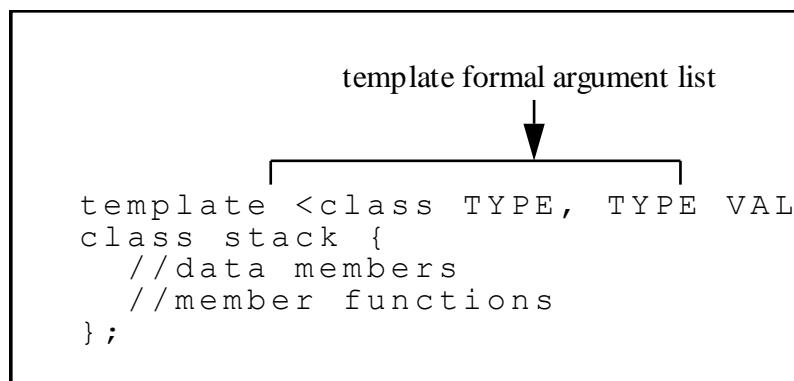 template formal argument list
template <class TYPE, TYPE VAL
class stack {
//data members
//member functions
};